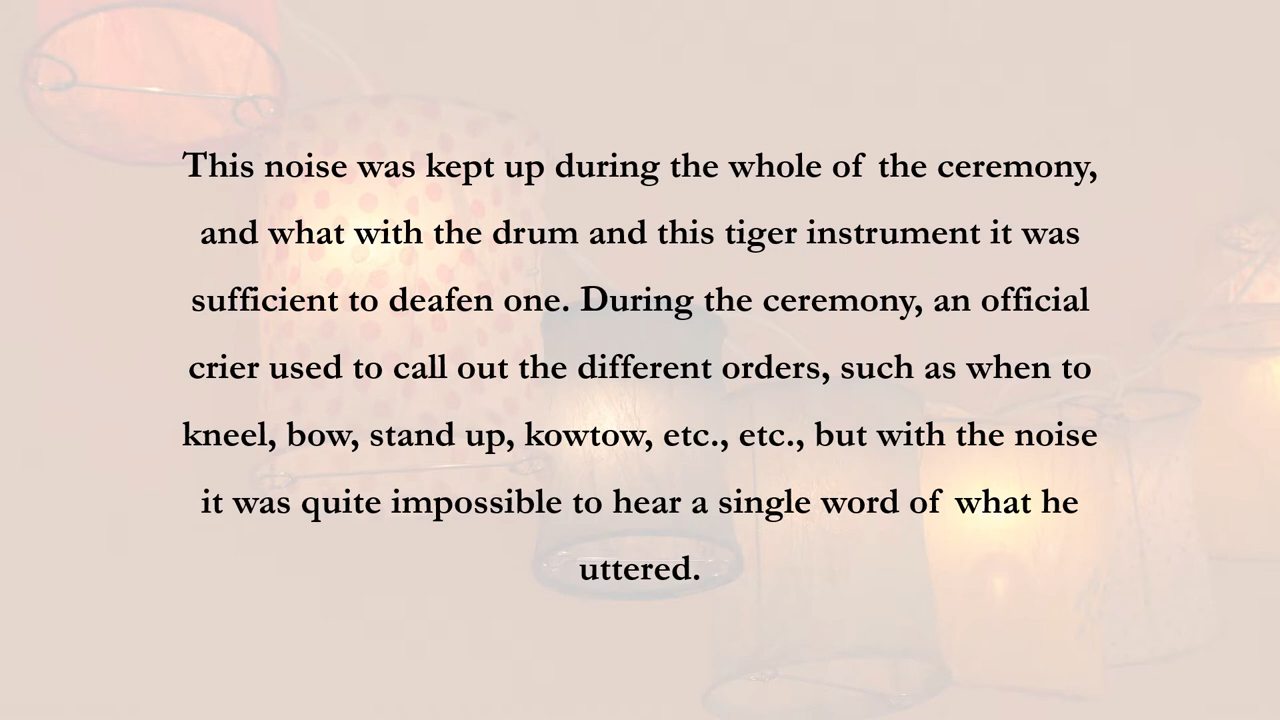 This noise was kept up during the whole of the ceremony,
and what with the drum and this tiger instrument it was
sufficient to deafen one. During the ceremony, an official
crier used to call out the different orders, such as when to
kneel, bow, stand up, kowtow, etc., etc., but with the noise
it was quite impossible to hear a single word of what he
uttered.